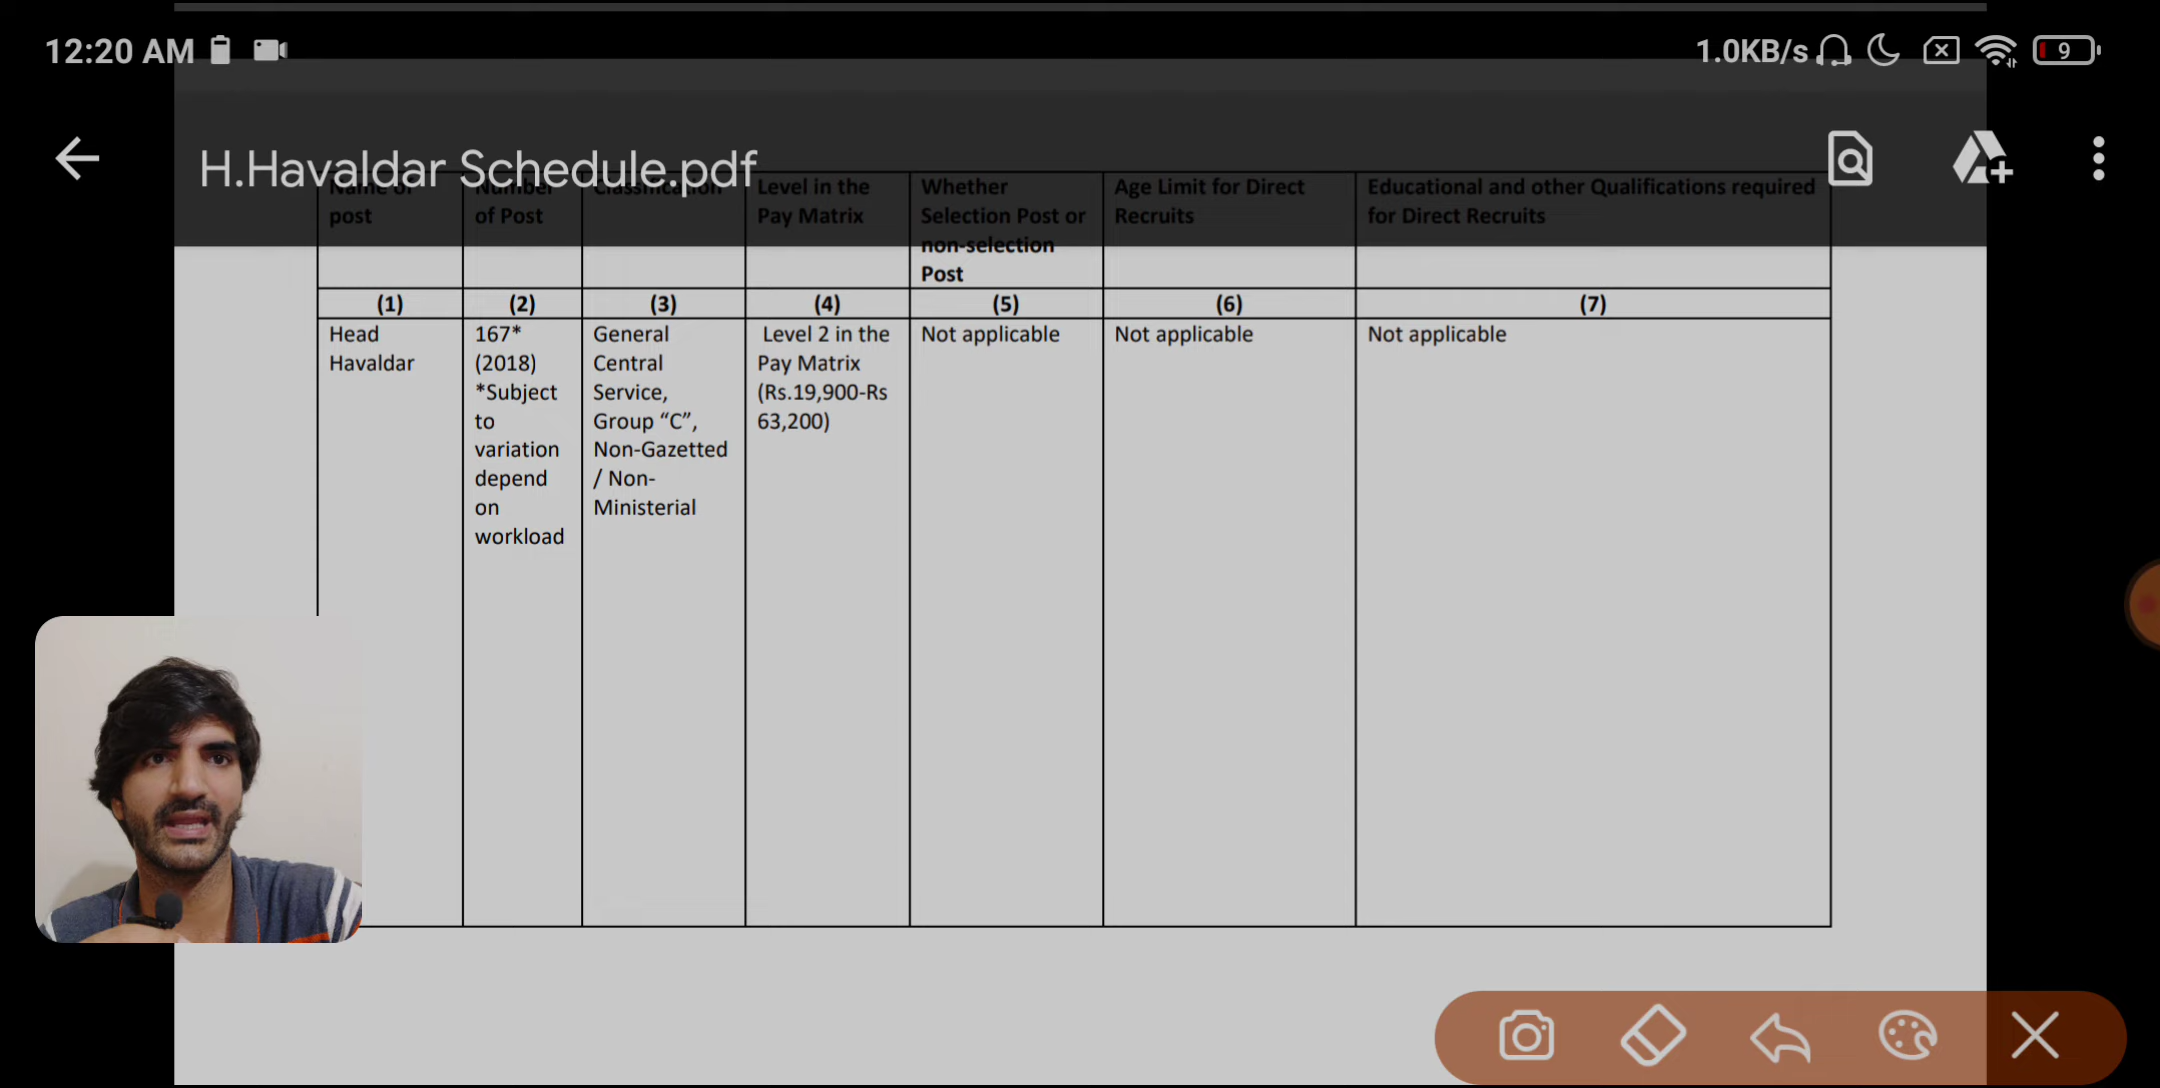 12:20 AM
1.0KB/s
9
H.Havaldar Schedule.pdf
Name of
post
Number
of Post
Classification
Level in the
Pay Matrix
Whether
Selection Post or
non-selection
Post
Age Limit for Direct
Recruits
Educational and other Qualifications required
for Direct Recruits
(1)
(2)
(3)
(4)
(5)
(6)
(7)
Head
Havaldar
167*
(2018)
*Subject
to
variation
depend
on
workload
General
Central
Service,
Group “C”,
Non-Gazetted
/ Non-
Ministerial
Level 2 in the
Pay Matrix
(Rs.19,900-Rs
63,200)
Not applicable
Not applicable
Not applicable